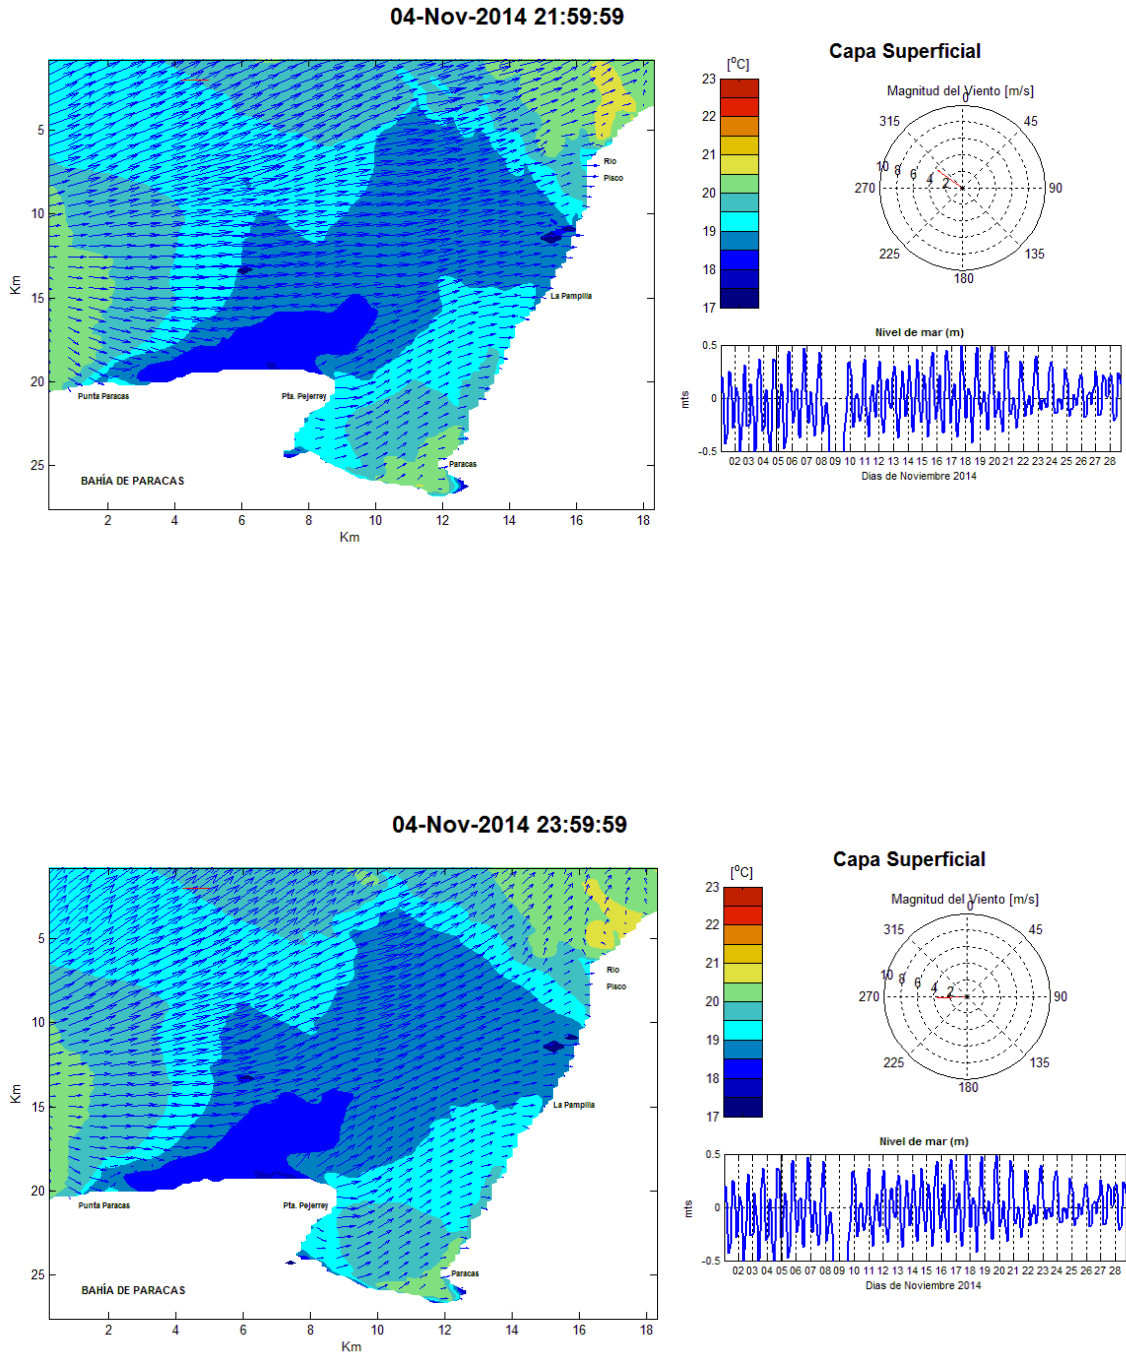 04-Nov-2014 21:59:59
Capa Superficial
[°C]
Magnitud del Viento [m/s]
23
22
21
20
19
18
17
0
45
90
135
180
225
270
315
10 8 6 4 2
Km
5
10
15
20
25
Rio
Pisco
La Pampilla
Punta Paracas
Pta. Pejerrey
Paracas
BAHÍA DE PARACAS
2 4 6 8 10 12 14 16 18
Km
Nivel de mar (m)
mts
0.5
0
-0.5
02 03 04 05 06 07 08 09 10 11 12 13 14 15 16 17 18 19 20 21 22 23 24 25 26 27 28
Dias de Noviembre 2014
04-Nov-2014 23:59:59
Capa Superficial
[°C]
Magnitud del Viento [m/s]
23
22
21
20
19
18
17
0
45
90
135
180
225
270
315
10 8 6 4 2
Km
5
10
15
20
25
Rio
Pisco
La Pampilla
Punta Paracas
Pta. Pejerrey
Paracas
BAHÍA DE PARACAS
2 4 6 8 10 12 14 16 18
Km
Nivel de mar (m)
mts
0.5
0
-0.5
02 03 04 05 06 07 08 09 10 11 12 13 14 15 16 17 18 19 20 21 22 23 24 25 26 27 28
Dias de Noviembre 2014